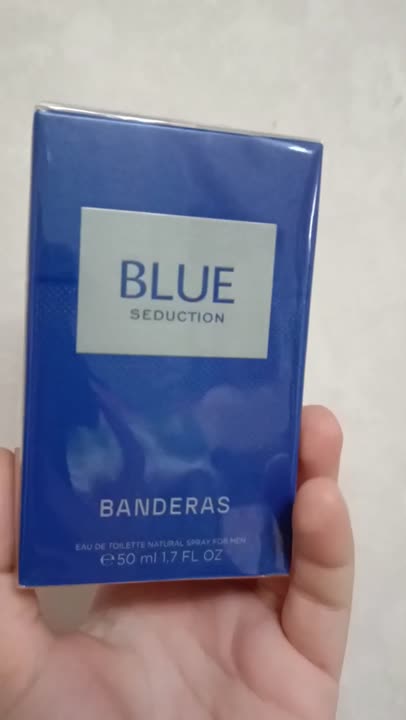 BLUE
SEDUCTION
BANDERAS
EAU DE TOILETTE NATURAL SPRAY FOR MEN
℮50 ml 1.7 FL OZ